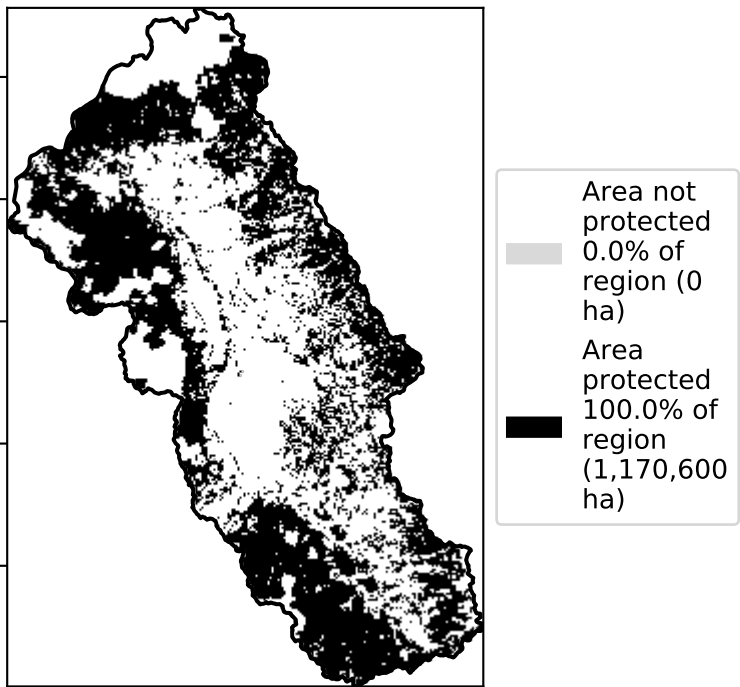 Area not
protected
0.0% of
region (0
ha)
Area
protected
100.0% of
region
(1,170,600
ha)